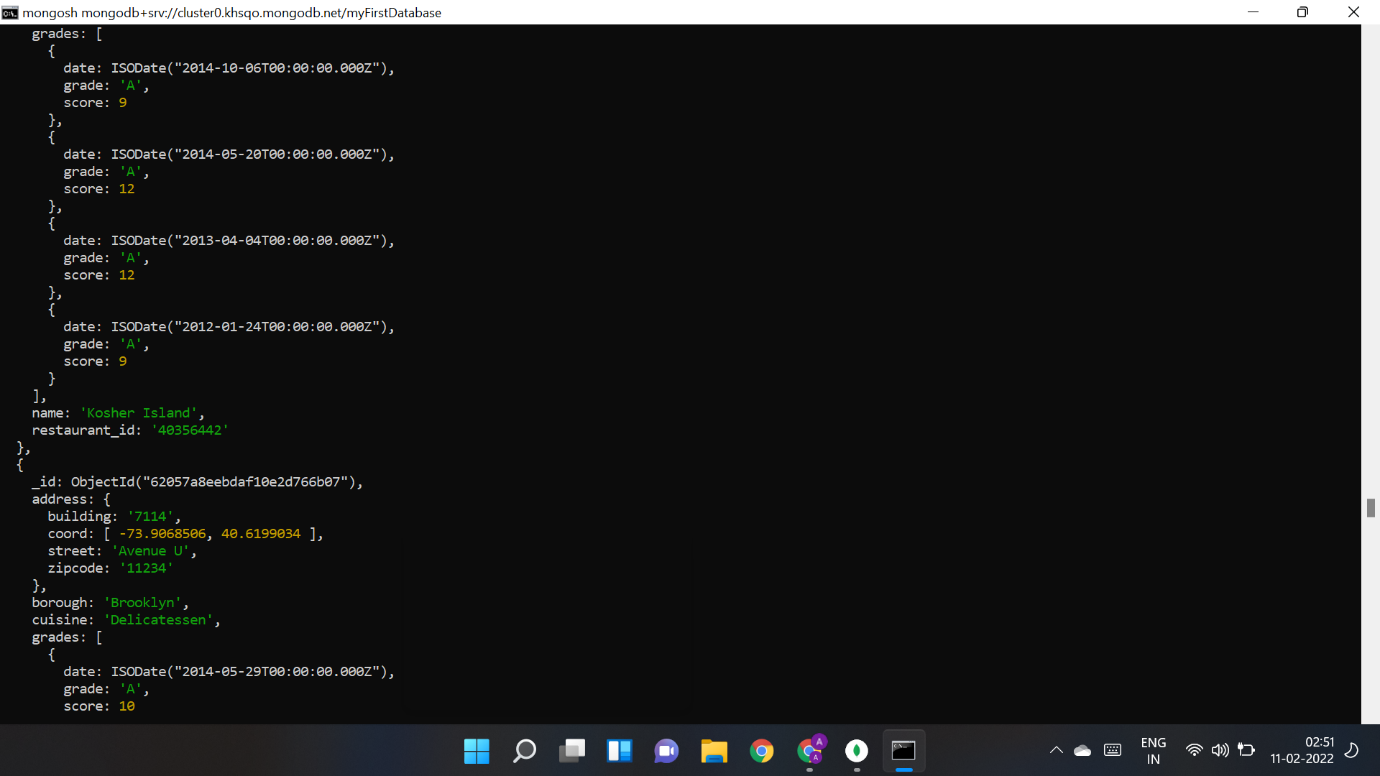 mongosh mongodb+srv://cluster0.khsqo.mongodb.net/myFirstDatabase
grades: [
{
date: ISODate("2014-10-06T00:00:00.000Z"),
grade: 'A',
score: 9
},
{
date: ISODate("2014-05-20T00:00:00.000Z"),
grade: 'A',
score: 12
},
{
date: ISODate("2013-04-04T00:00:00.000Z"),
grade: 'A',
score: 12
},
{
date: ISODate("2012-01-24T00:00:00.000Z"),
grade: 'A',
score: 9
}
],
name: 'Kosher Island',
restaurant_id: '40356442'
},
{
_id: ObjectId("62057a8eebdaf10e2d766b07"),
address: {
building: '7114',
coord: [ -73.9068506, 40.6199034 ],
street: 'Avenue U',
zipcode: '11234'
},
borough: 'Brooklyn',
cuisine: 'Delicatessen',
grades: [
{
date: ISODate("2014-05-29T00:00:00.000Z"),
grade: 'A',
score: 10
ENG
IN
02:51
11-02-2022